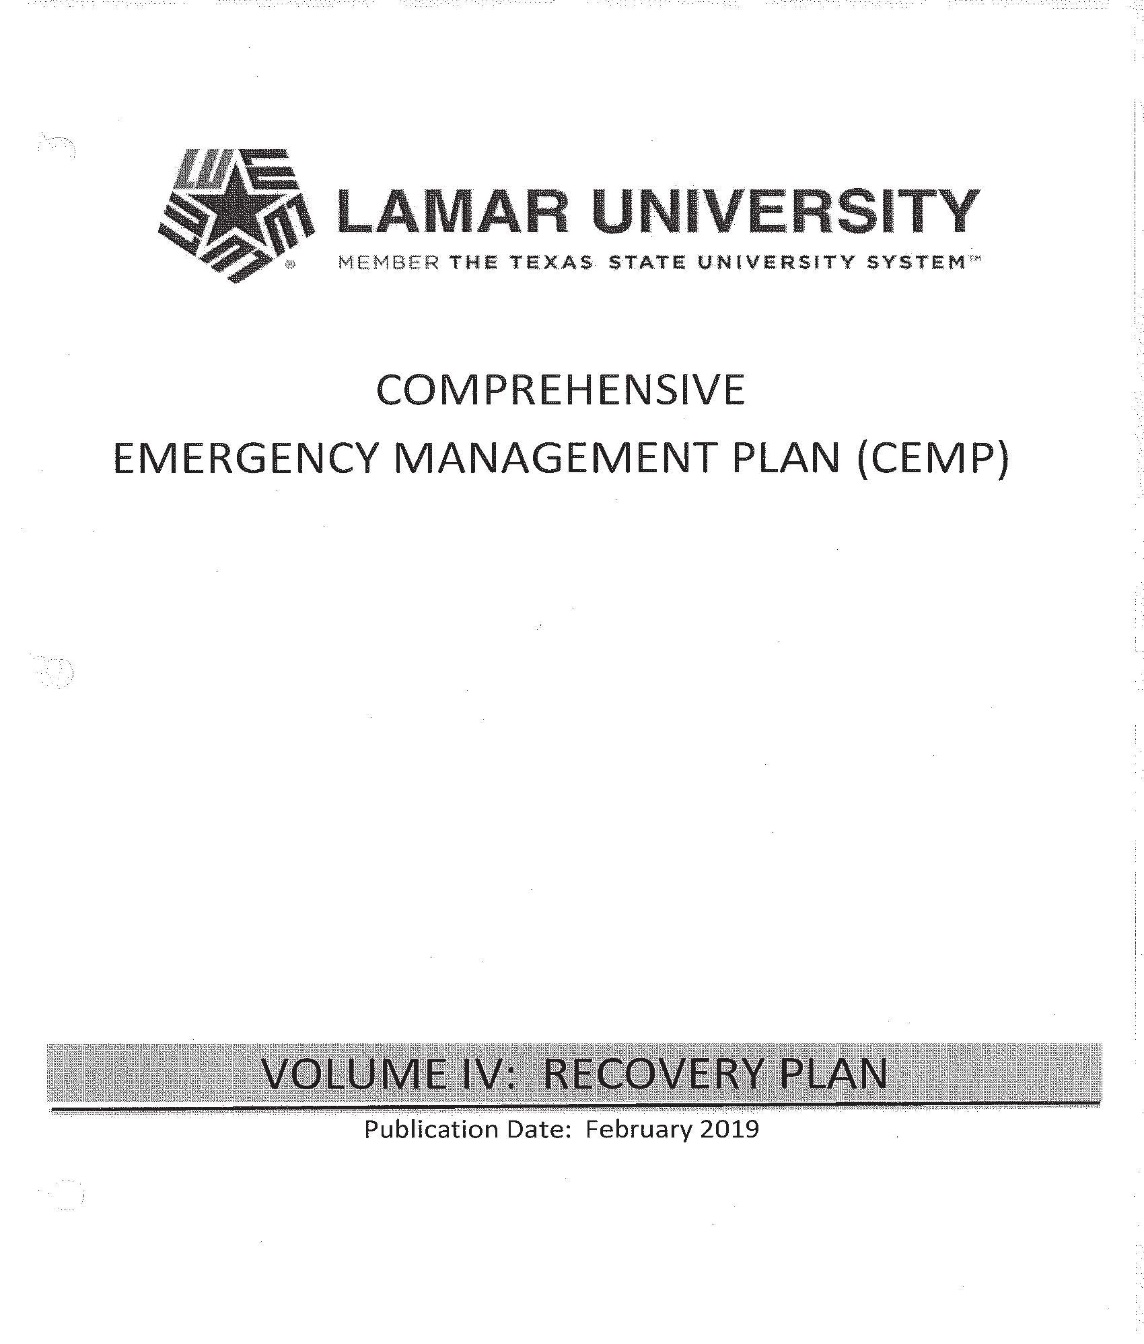 LAMAR UNIVERSITY
®
MEMBER THE TEXAS STATE UNIVERSITY SYSTEM™
COMPREHENSIVE
EMERGENCY MANAGEMENT PLAN (CEMP)
VOLUME IV: RECOVERY PLAN
Publication Date: February 2019